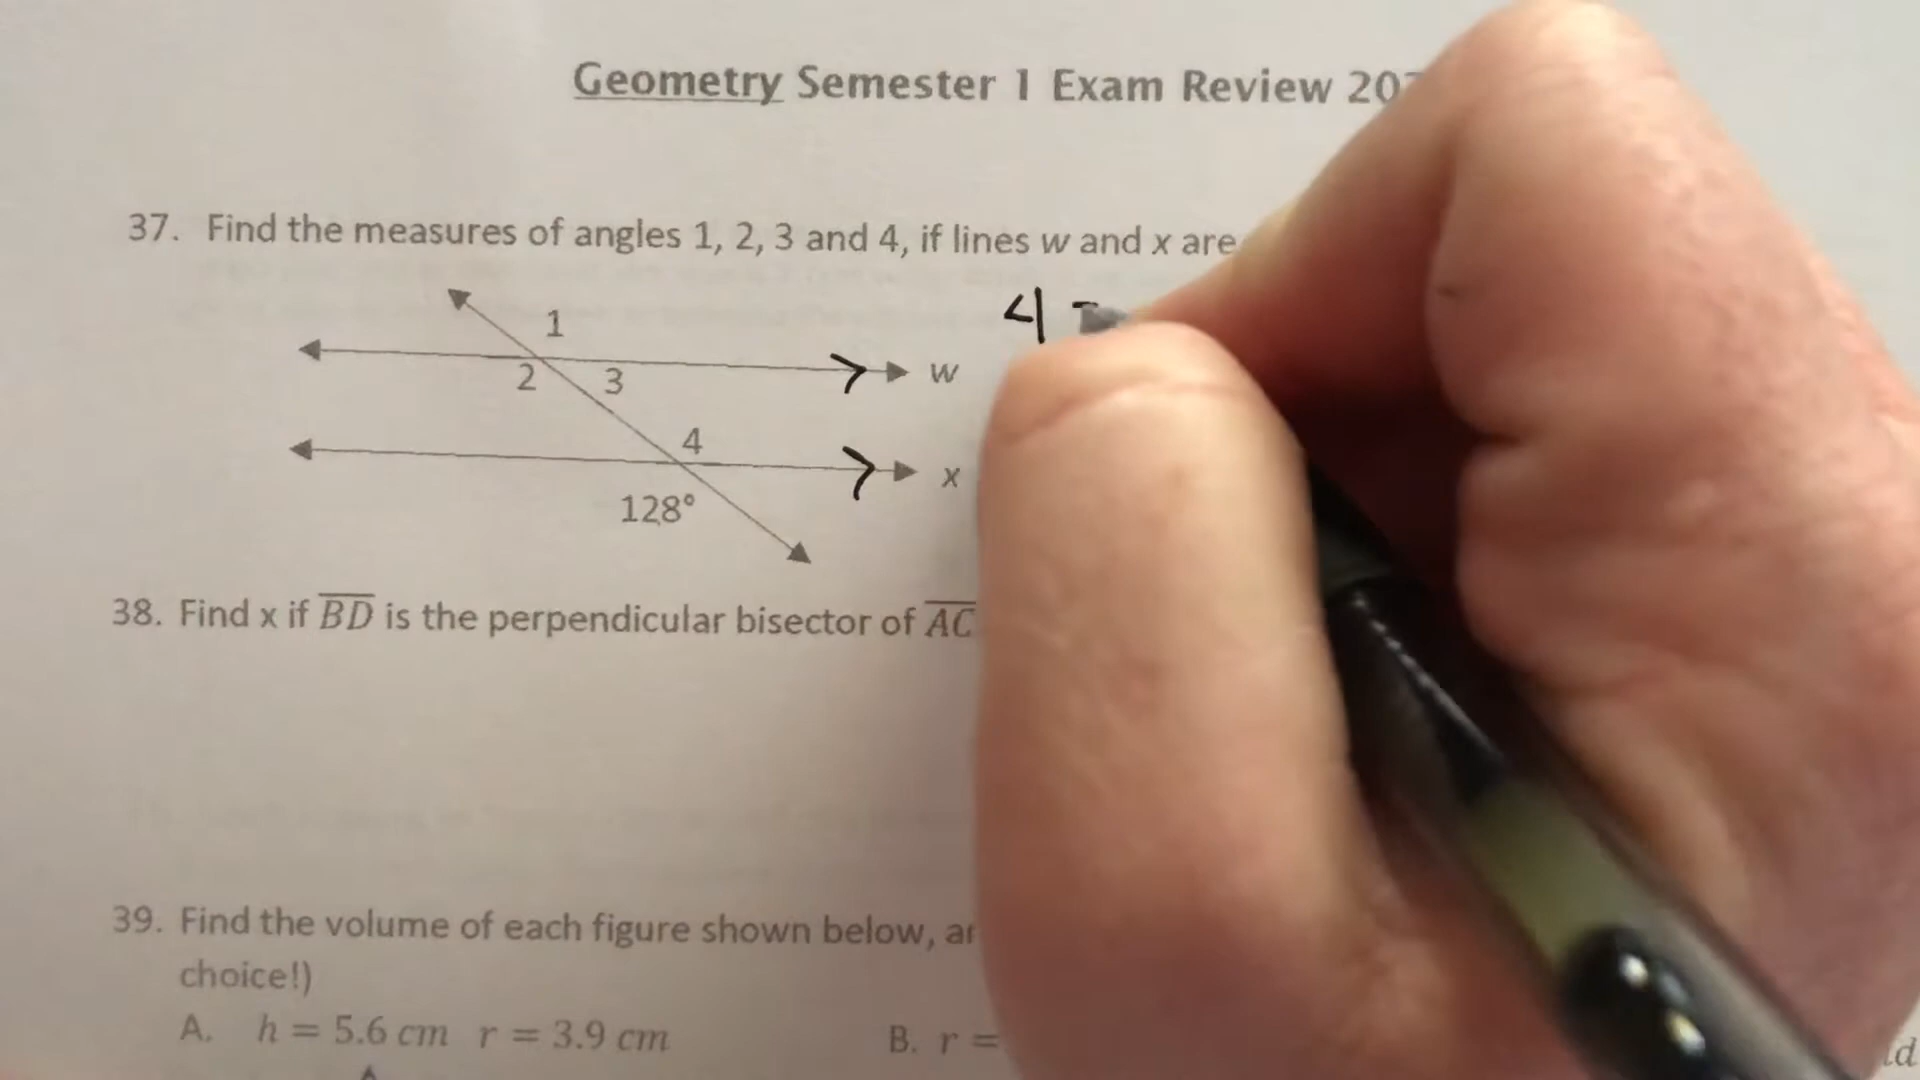 Geometry Semester 1 Exam Review
37. Find the measures of angles 1, 2, 3 and 4, if lines w and x are
1
4
2
3
w
4
x
128°
38. Find x if BD is the perpendicular bisector of AC
39. Find the volume of each figure shown below,
choice!)
A. h = 5.6 cm r = 3.9 cm
B. r =